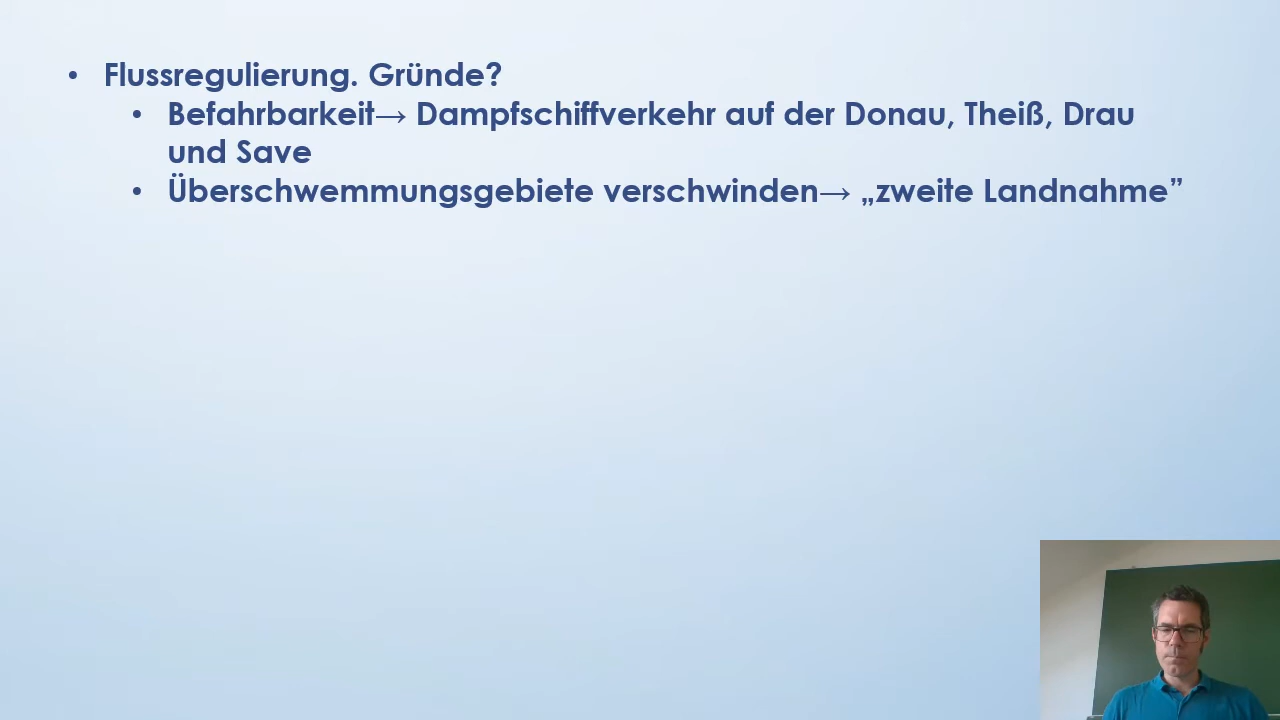 • Flussregulierung. Gründe?
• Befahrbarkeit→ Dampfschiffverkehr auf der Donau, Theiß, Drau
und Save
• Überschwemmungsgebiete verschwinden→ „zweite Landnahme”